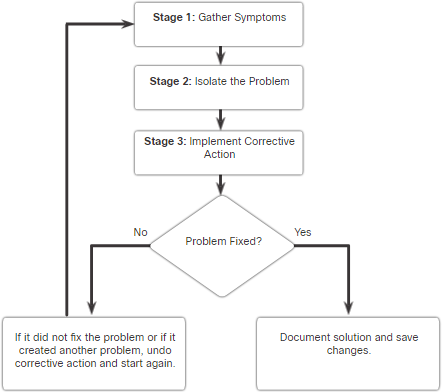 Stage 1: Gather Symptoms
Stage 2: Isolate the Problem
Stage 3: Implement Corrective
Action
Problem Fixed?
No
Yes
If it did not fix the problem or if it
created another problem, undo
corrective action and start again.
Document solution and save
changes.